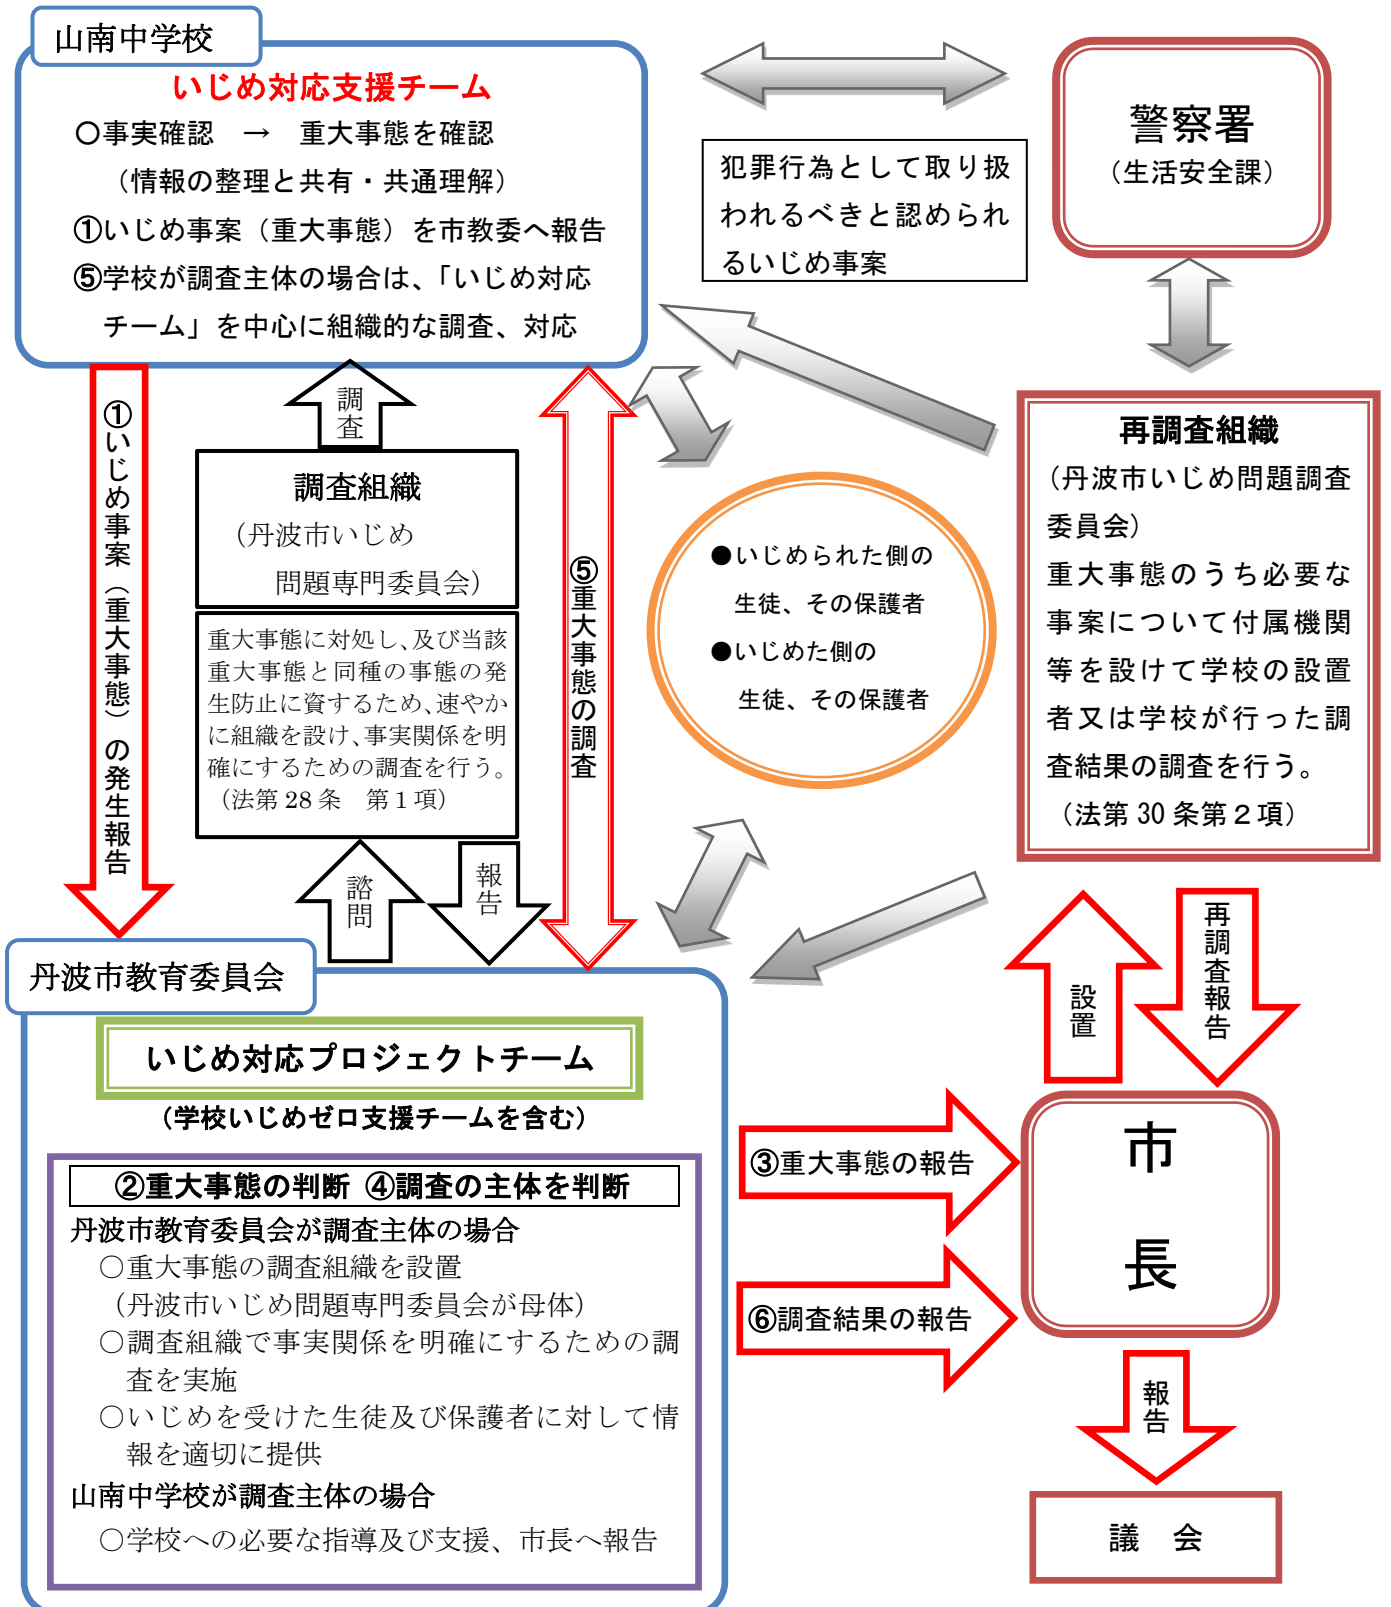 山南中学校
いじめ対応支援チーム
〇事実確認　→　重大事態を確認
（情報の整理と共有・共通理解）
①いじめ事案（重大事態）を市教委へ報告
⑤学校が調査主体の場合は、「いじめ対応
チーム」を中心に組織的な調査、対応
犯罪行為として取り扱
われるべきと認められ
るいじめ事案
警察署
（生活安全課）
①いじめ事案（重大事態）の発生報告
調査
調査組織
（丹波市いじめ
問題専門委員会）
重大事態に対処し、及び当該
重大事態と同種の事態の発
生防止に資するため、速やか
に組織を設け、事実関係を明
確にするための調査を行う。
（法第 28 条　第１項）
諮問
報告
⑤重大事態の調査
●いじめられた側の
生徒、その保護者
●いじめた側の
生徒、その保護者
再調査組織
（丹波市いじめ問題調査
委員会）
重大事態のうち必要な
事案について付属機関
等を設けて学校の設置
者又は学校が行った調
査結果の調査を行う。
（法第 30 条第２項）
設置
再調査報告
丹波市教育委員会
いじめ対応プロジェクトチーム
（学校いじめゼロ支援チームを含む）
②重大事態の判断 ④調査の主体を判断
丹波市教育委員会が調査主体の場合
○重大事態の調査組織を設置
（丹波市いじめ問題専門委員会が母体）
○調査組織で事実関係を明確にするための調
査を実施
○いじめを受けた生徒及び保護者に対して情
報を適切に提供
山南中学校が調査主体の場合
○学校への必要な指導及び支援、市長へ報告
③重大事態の報告
⑥調査結果の報告
市長
報告
議　会